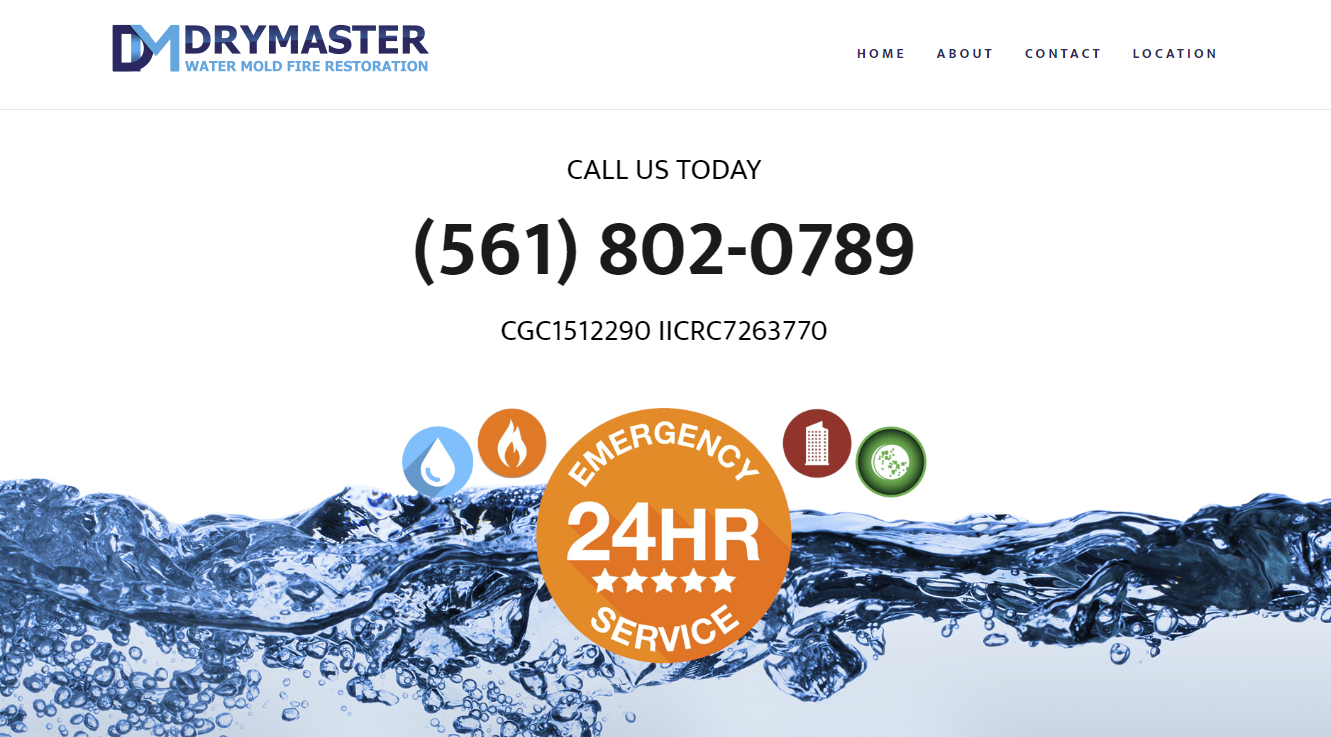 DM DRYMASTER
WATER MOLD FIRE RESTORATION
HOME ABOUT CONTACT LOCATION
CALL US TODAY
(561) 802-0789
CGC1512290 IICRC7263770
EMERGENCY
24HR
SERVICE